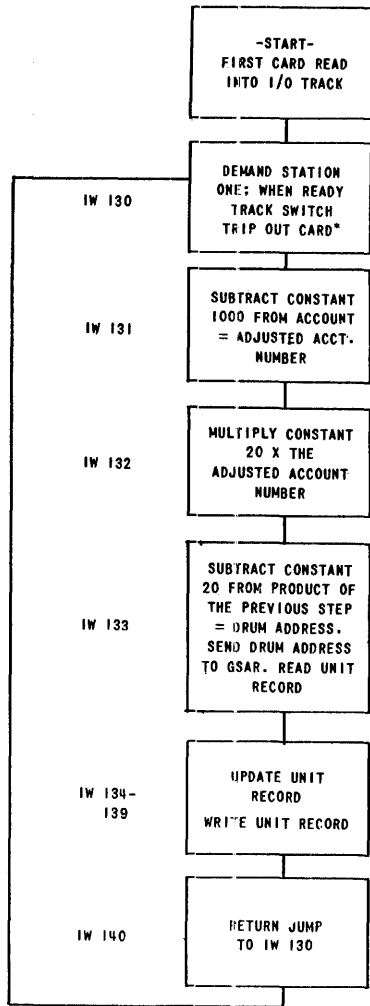 -START-
FIRST CARD READ
INTO I/O TRACK
IW 130
DEMAND STATION
ONE; WHEN READY
TRACK SWITCH
TRIP OUT CARD*
IW 131
SUBTRACT CONSTANT
1000 FROM ACCOUNT
= ADJUSTED ACCT.
NUMBER
IW 132
MULTIPLY CONSTANT
20 X THE
ADJUSTED ACCOUNT
NUMBER
IW 133
SUBTRACT CONSTANT
20 FROM PRODUCT OF
THE PREVIOUS STEP
= DRUM ADDRESS.
SEND DRUM ADDRESS
TO GSAR. READ UNIT
RECORD
IW 134-
139
UPDATE UNIT
RECORD
WRITE UNIT RECORD
IW 140
RETURN JUMP
TO IW 130